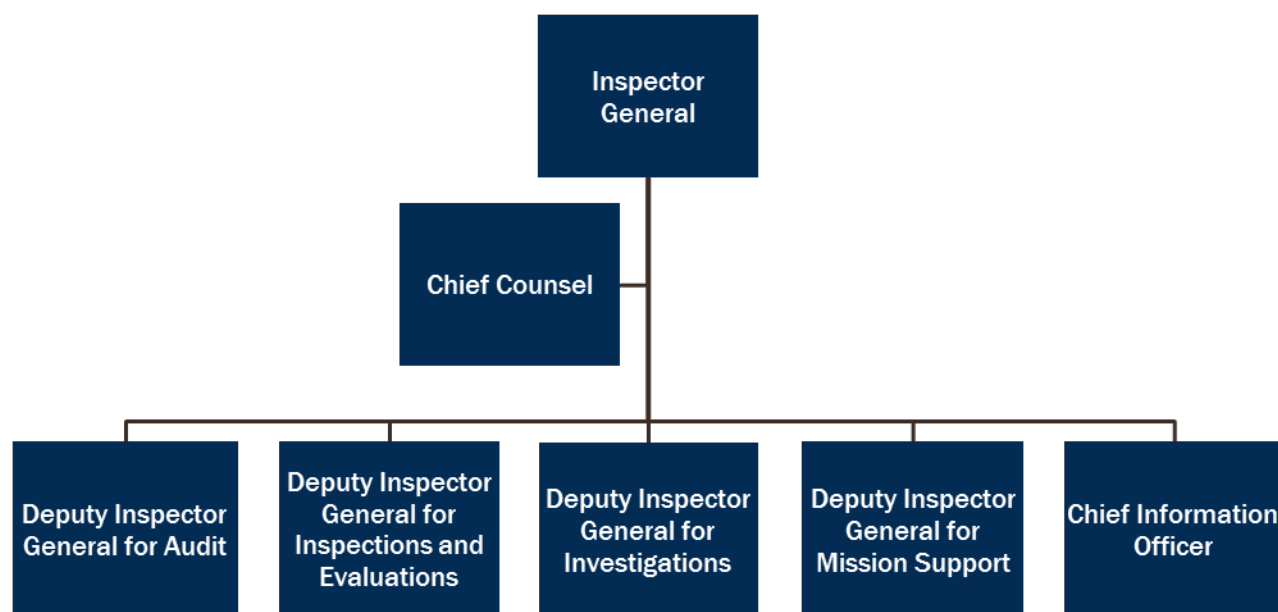 Inspector
General
Chief Counsel
Deputy Inspector
General for Audit
Deputy Inspector
General for
Inspections and
Evaluations
Deputy Inspector
General for
Investigations
Deputy Inspector
General for
Mission Support
Chief Information
Officer